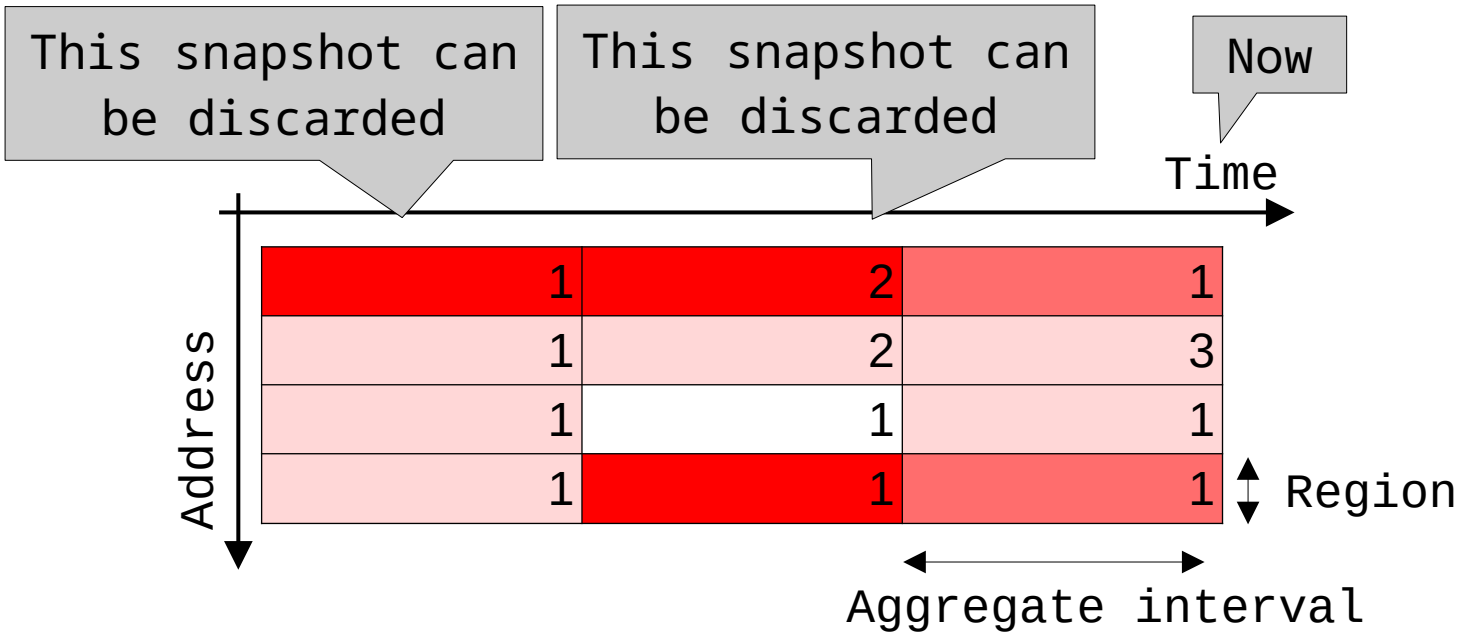 This snapshot can
be discarded
This snapshot can
be discarded
Now
Time
Address
1 2 1
1 2 3
1 1 1
1 1 1
Region
Aggregate interval